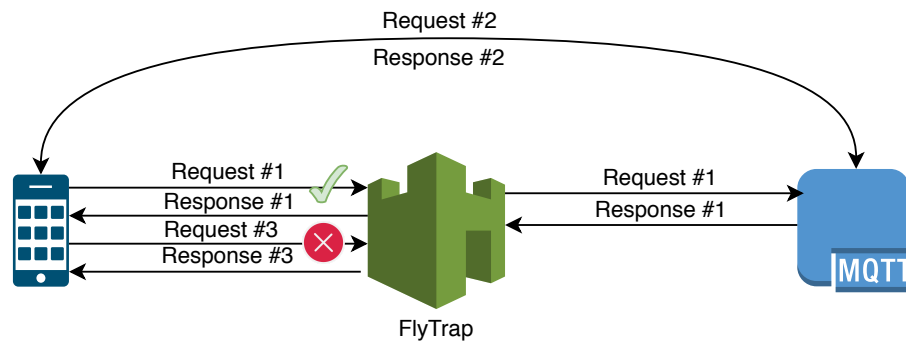 Request #2
Response #2
Request #1
Response #1
Request #3
Response #3
Request #1
Response #1
MQTT
FlyTrap